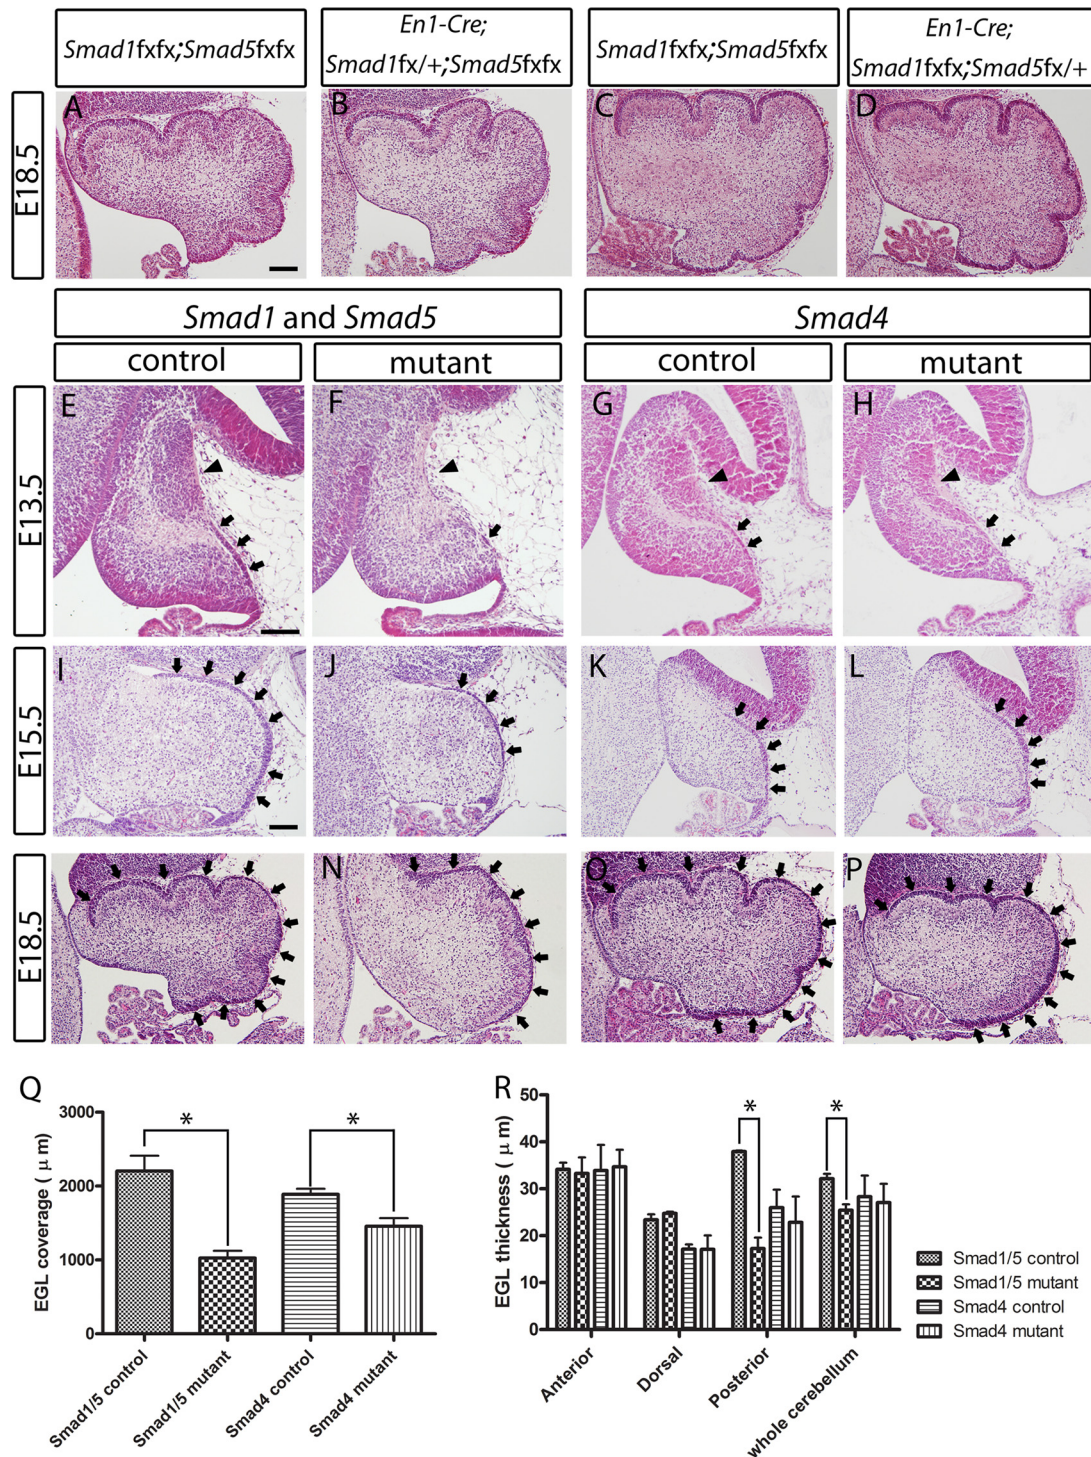 Smad1fxfx;Smad5fxfx
En1-Cre;
Smad1fx/+;Smad5fxfx
Smad1fxfx;Smad5fxfx
En1-Cre;
Smad1fxfx;Smad5fx/+
E18.5
A
B
C
D
Smad1 and Smad5
Smad4
control
mutant
control
mutant
E13.5
E
F
G
H
E15.5
I
J
K
L
E18.5
M
N
O
P
Q
EGL coverage ( μ m)
3000
2000
1000
0
*
*
Smad1/5 control
Smad1/5 mutant
Smad4 control
Smad4 mutant
R
EGL thickness ( μ m)
50
40
30
20
10
0
*
*
Anterior
Dorsal
Posterior
whole cerebellum
Smad1/5 control
Smad1/5 mutant
Smad4 control
Smad4 mutant